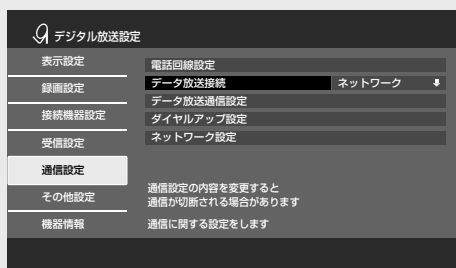 デジタル放送設定
表示設定
録画設定
接続機器設定
受信設定
通信設定
その他設定
機器情報
電話回線設定
データ放送接続 ネットワーク
データ放送通信設定
ダイヤルアップ設定
ネットワーク設定
通信設定の内容を変更すると
通信が切断される場合があります
通信に関する設定をします